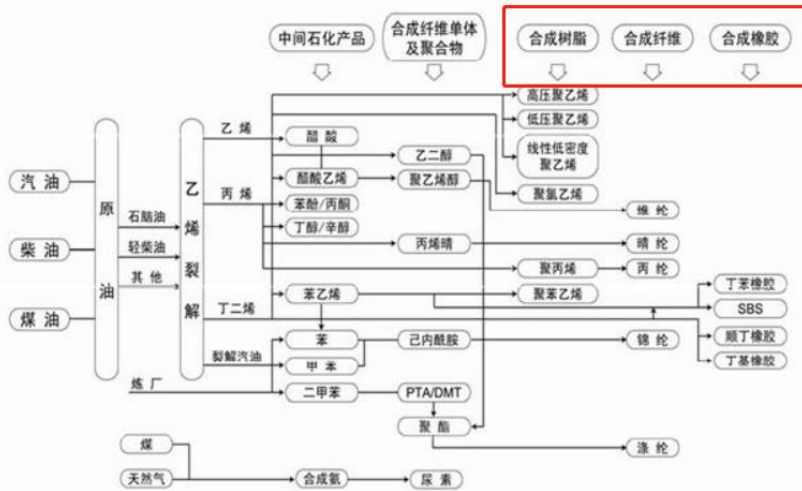 中间石化产品
合成纤维单体
及聚合物
合成树脂
合成纤维
合成橡胶
高压聚乙烯
低压聚乙烯
线性低密度
聚乙烯
聚氯乙烯
汽油
柴油
煤油
原油
石脑油
轻柴油
其他
乙烯裂解
乙烯
丙烯
丁二烯
裂解汽油
炼厂
醋酸
醋酸乙烯
苯酚/丙酮
丁醇/辛醇
苯乙烯
苯
甲苯
二甲苯
乙二醇
聚乙烯醇
丙烯晴
己内酰胺
PTA/DMT
聚酯
聚丙烯
聚苯乙烯
维纶
晴纶
丙纶
锦纶
涤纶
丁苯橡胶
SBS
顺丁橡胶
丁基橡胶
煤
天然气
合成氨
尿素